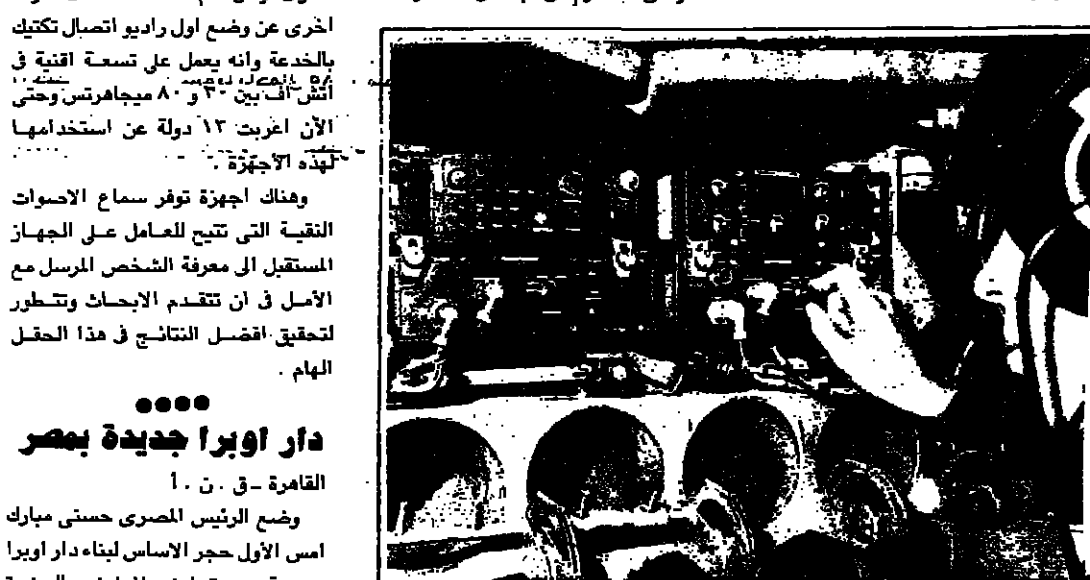 اخرى عن وضع اول راديو اتصال تكتيك
بالخدعة وانه يعمل على تسعة اقنية فى
اتش اف بين ٣٠ و ٨٠ ميجاهرتس وحتى
الآن اعربت ١٣ دولة عن استخدامها
لهذه الأجهزة .
وهناك اجهزة توفر سماع الاصوات
النقية التى تتيح للعامل على الجهاز
المستقبل الى معرفة الشخص المرسل مع
الأمل فى ان تتقدم الابحاث وتتطور
لتحقيق افضل النتائج فى هذا الحقل
الهام .
●●●●
دار اوبرا جديدة بمصر
القاهرة ـ ق . ن . أ
وضع الرئيس المصرى حسنى مبارك
امس الأول حجر الاساس لبناء دار اوبرا